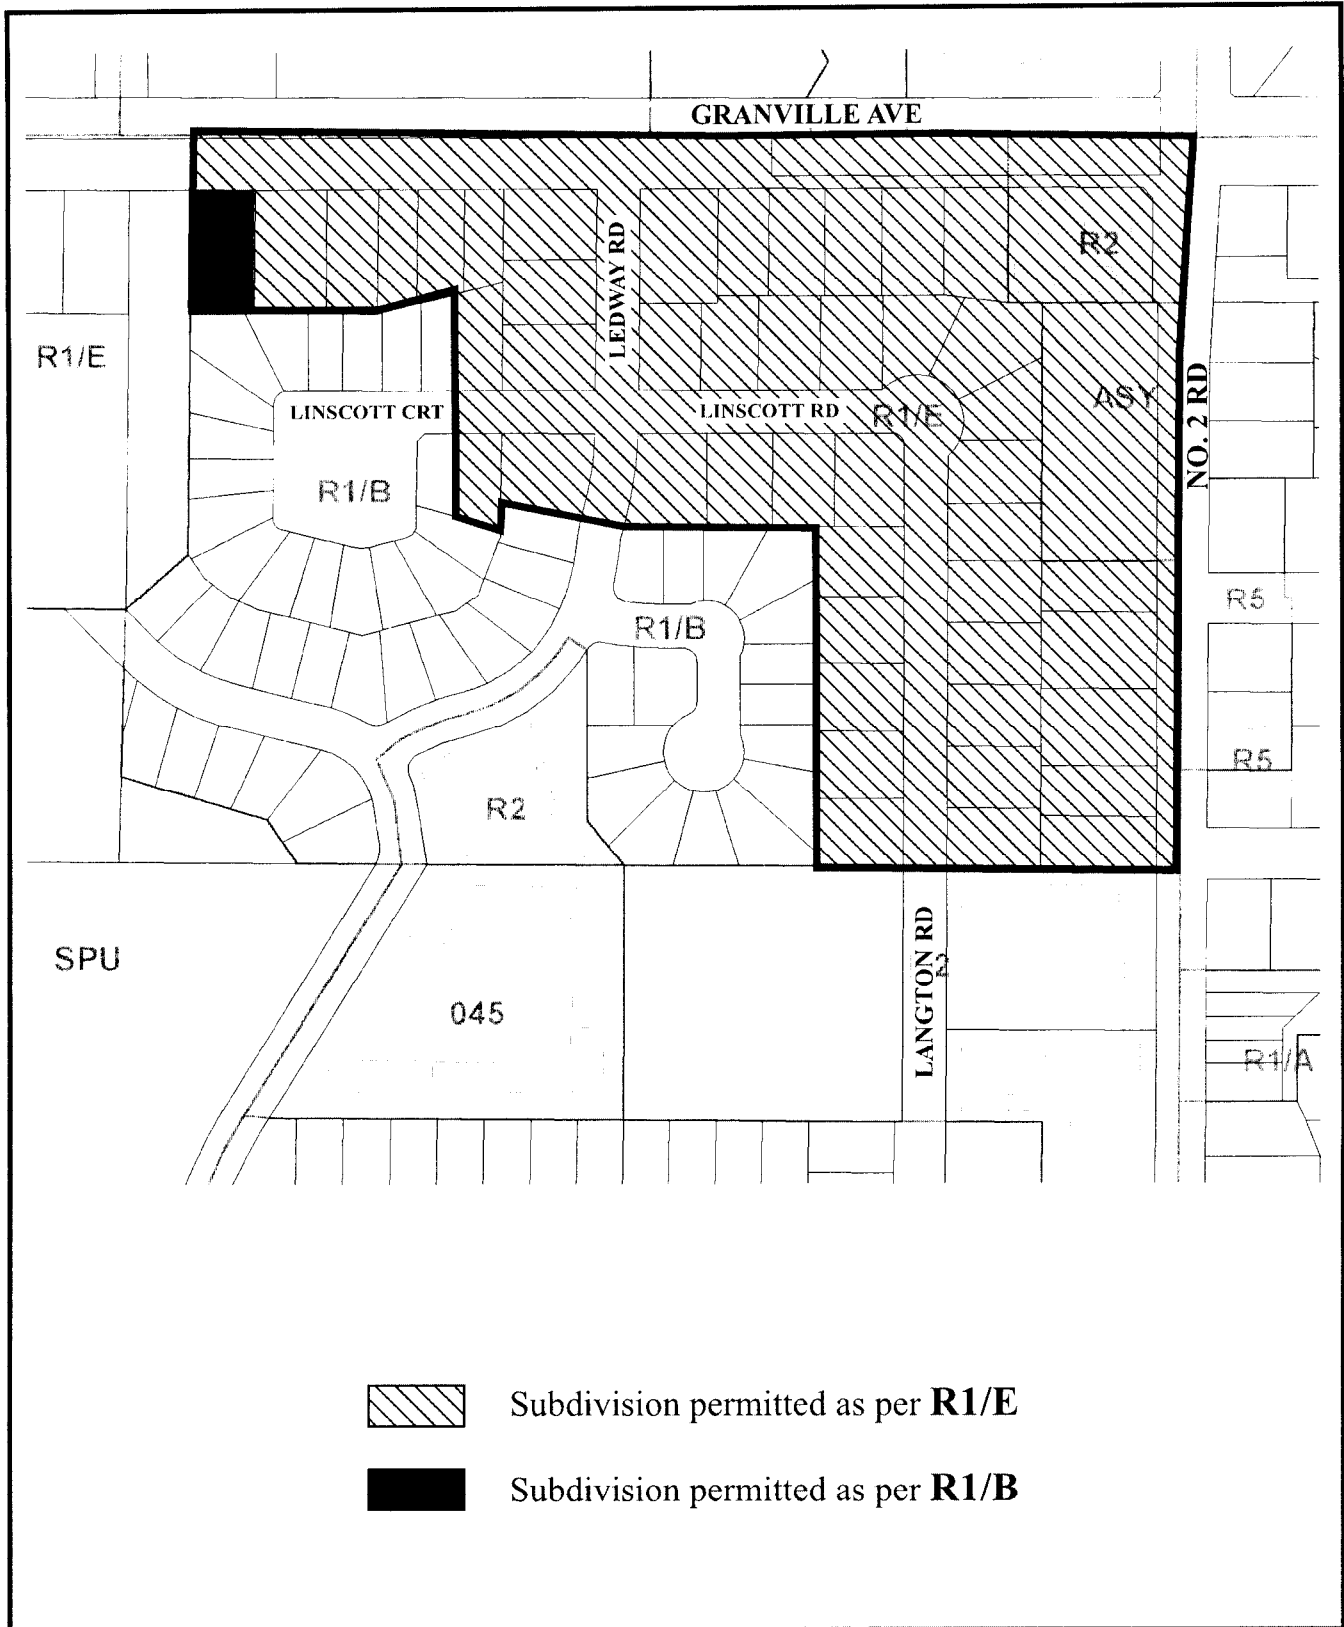 GRANVILLE AVE
R2
LEDWAY RD
R1/E
ASY
LINSCOTT CRT
LINSCOTT RD
R1/E
NO. 2 RD
R1/B
R5
R1/B
R5
R2
LANGTON RD
2
SPU
045
R1/A
Subdivision permitted as per R1/E
Subdivision permitted as per R1/B